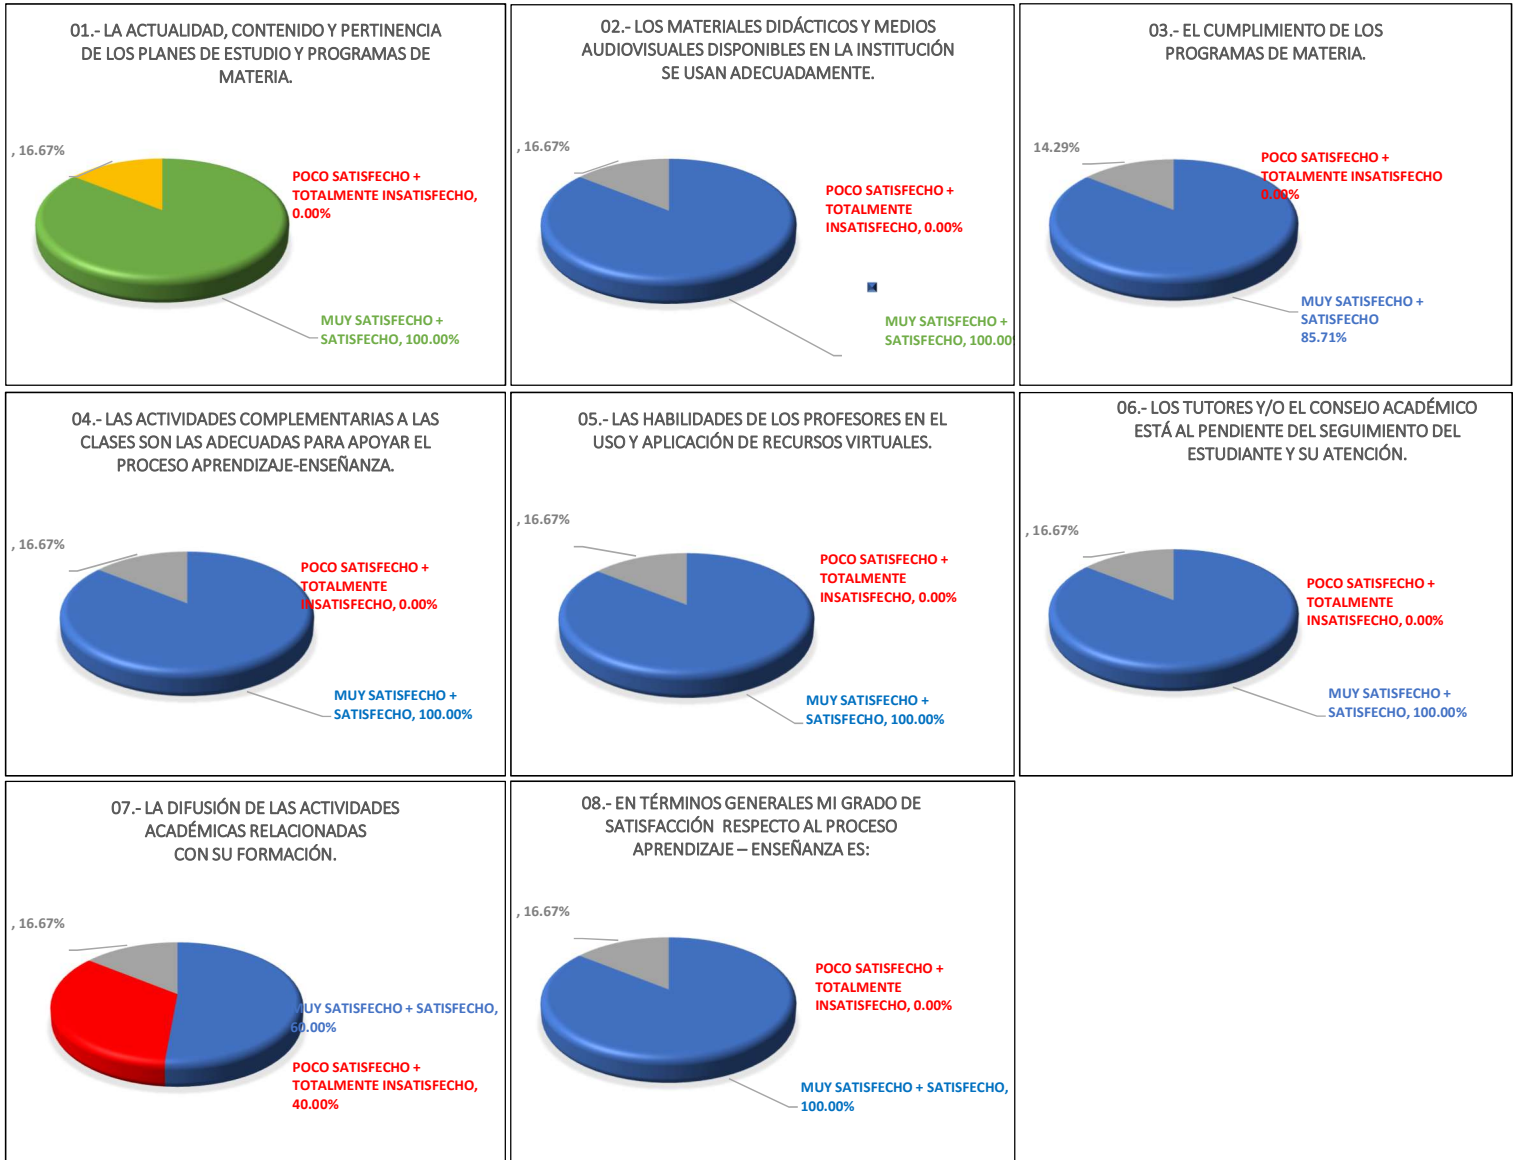 01.- LA ACTUALIDAD, CONTENIDO Y PERTINENCIA
DE LOS PLANES DE ESTUDIO Y PROGRAMAS DE
MATERIA.
, 16.67%
POCO SATISFECHO +
TOTALMENTE INSATISFECHO,
0.00%
MUY SATISFECHO +
SATISFECHO, 100.00%
02.- LOS MATERIALES DIDÁCTICOS Y MEDIOS
AUDIOVISUALES DISPONIBLES EN LA INSTITUCIÓN
SE USAN ADECUADAMENTE.
, 16.67%
POCO SATISFECHO +
TOTALMENTE
INSATISFECHO, 0.00%
MUY SATISFECHO +
SATISFECHO, 100.00
03.- EL CUMPLIMIENTO DE LOS
PROGRAMAS DE MATERIA.
14.29%
POCO SATISFECHO +
TOTALMENTE INSATISFECHO
0.00%
MUY SATISFECHO +
SATISFECHO
85.71%
04.- LAS ACTIVIDADES COMPLEMENTARIAS A LAS
CLASES SON LAS ADECUADAS PARA APOYAR EL
PROCESO APRENDIZAJE-ENSEÑANZA.
, 16.67%
POCO SATISFECHO +
TOTALMENTE
INSATISFECHO, 0.00%
MUY SATISFECHO +
SATISFECHO, 100.00%
05.- LAS HABILIDADES DE LOS PROFESORES EN EL
USO Y APLICACIÓN DE RECURSOS VIRTUALES.
, 16.67%
POCO SATISFECHO +
TOTALMENTE
INSATISFECHO, 0.00%
MUY SATISFECHO +
SATISFECHO, 100.00%
06.- LOS TUTORES Y/O EL CONSEJO ACADÉMICO
ESTÁ AL PENDIENTE DEL SEGUIMIENTO DEL
ESTUDIANTE Y SU ATENCIÓN.
, 16.67%
POCO SATISFECHO +
TOTALMENTE
INSATISFECHO, 0.00%
MUY SATISFECHO +
SATISFECHO, 100.00%
07.- LA DIFUSIÓN DE LAS ACTIVIDADES
ACADÉMICAS RELACIONADAS
CON SU FORMACIÓN.
, 16.67%
MUY SATISFECHO + SATISFECHO,
60.00%
POCO SATISFECHO +
TOTALMENTE INSATISFECHO,
40.00%
08.- EN TÉRMINOS GENERALES MI GRADO DE
SATISFACCIÓN RESPECTO AL PROCESO
APRENDIZAJE – ENSEÑANZA ES:
, 16.67%
POCO SATISFECHO +
TOTALMENTE
INSATISFECHO, 0.00%
MUY SATISFECHO + SATISFECHO,
100.00%